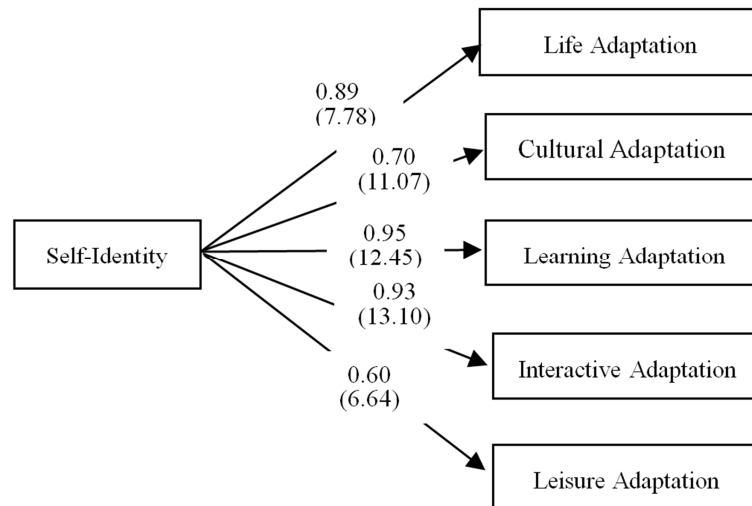 Life Adaptation
0.89
(7.78)
Cultural Adaptation
0.70
(11.07)
Self-Identity
0.95
(12.45)
Learning Adaptation
0.93
(13.10)
Interactive Adaptation
0.60
(6.64)
Leisure Adaptation